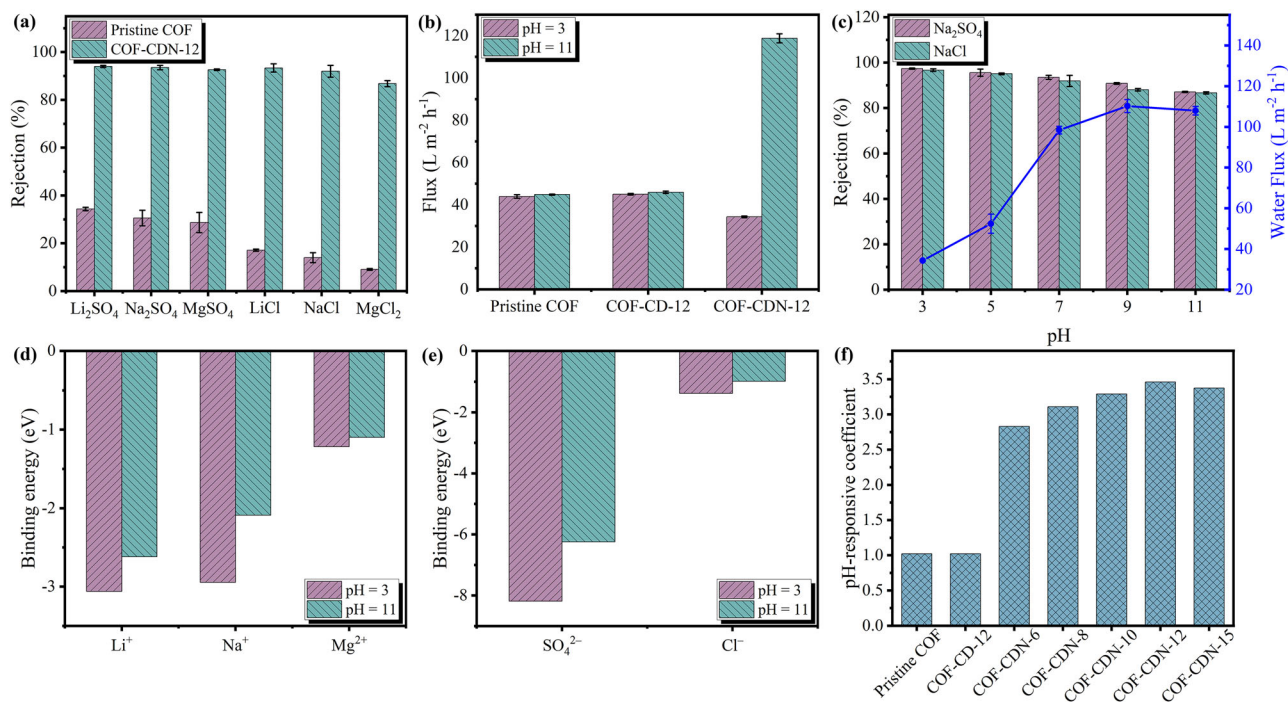 (a)
Pristine COF
COF-CDN-12
Rejection (%)
100
80
60
40
20
0
Li₂SO₄ Na₂SO₄ MgSO₄ LiCl NaCl MgCl₂
(b)
pH = 3
pH = 11
Flux (L m⁻² h⁻¹)
120
100
80
60
40
20
0
Pristine COF COF-CD-12 COF-CDN-12
(c)
Na₂SO₄
NaCl
Rejection (%)
120
100
80
60
40
20
0
3 5 7 9 11
pH
Water Flux (L m⁻² h⁻¹)
140
120
100
80
60
40
20
(d)
Binding energy (eV)
0
-1
-2
-3
pH = 3
pH = 11
Li⁺ Na⁺ Mg²⁺
(e)
Binding energy (eV)
0
-2
-4
-6
-8
pH = 3
pH = 11
SO₄²⁻ Cl⁻
(f)
pH-responsive coefficient
3.5
3.0
2.5
2.0
1.5
1.0
0.5
0.0
Pristine COF
COF-CD-12
COF-CDN-6
COF-CDN-8
COF-CDN-10
COF-CDN-12
COF-CDN-15